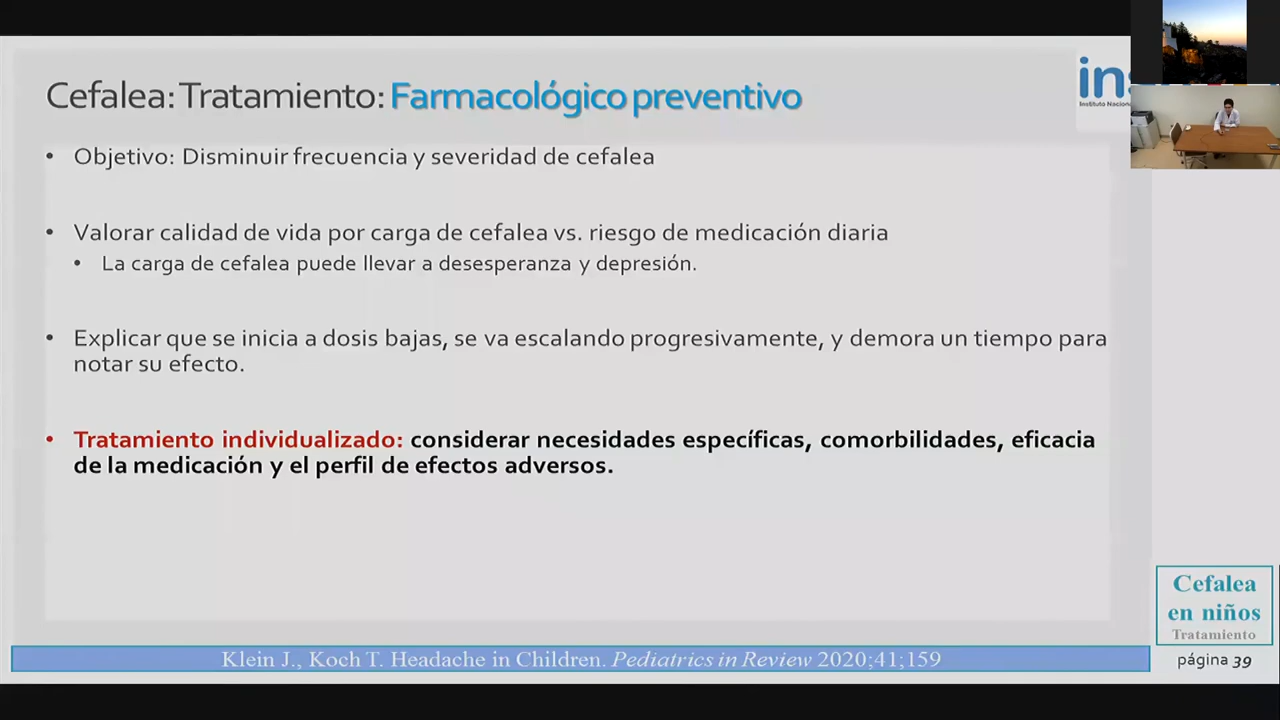 Cefalea: Tratamiento: Farmacológico preventivo
• Objetivo: Disminuir frecuencia y severidad de cefalea
• Valorar calidad de vida por carga de cefalea vs. riesgo de medicación diaria
• La carga de cefalea puede llevar a desesperanza y depresión.
• Explicar que se inicia a dosis bajas, se va escalando progresivamente, y demora un tiempo para
notar su efecto.
• Tratamiento individualizado: considerar necesidades específicas, comorbilidades, eficacia
de la medicación y el perfil de efectos adversos.
Instituto
Cefalea
en niños
Tratamiento
página 39
Klein J., Koch T. Headache in Children. Pediatrics in Review 2020;41;159